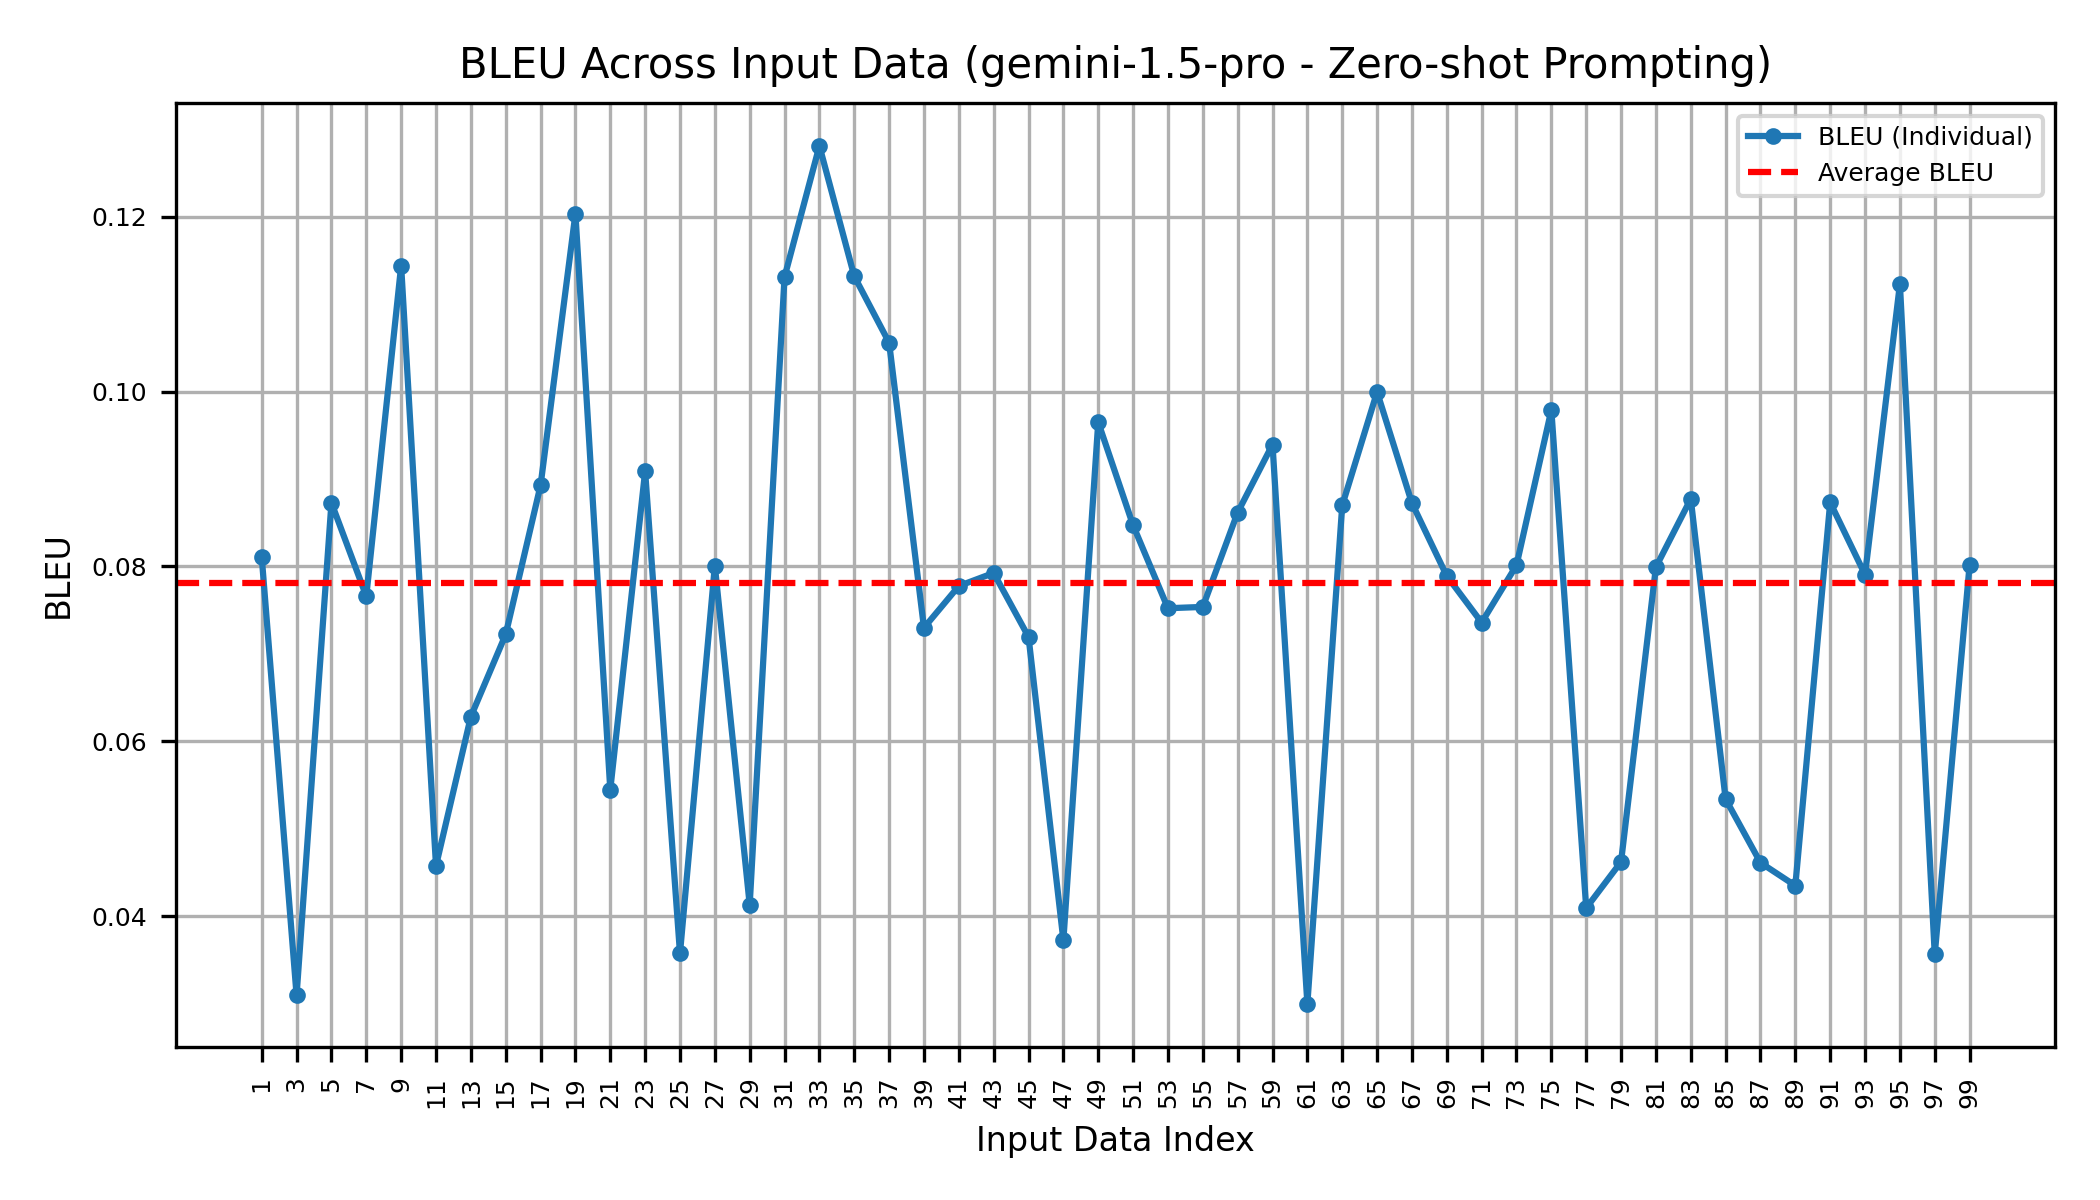 BLEU Across Input Data (gemini-1.5-pro - Zero-shot Prompting)
BLEU (Individual)
Average BLEU
BLEU
0.12
0.10
0.08
0.06
0.04
1 3 5 7 9 11 13 15 17 19 21 23 25 27 29 31 33 35 37 39 41 43 45 47 49 51 53 55 57 59 61 63 65 67 69 71 73 75 77 79 81 83 85 87 89 91 93 95 97 99
Input Data Index